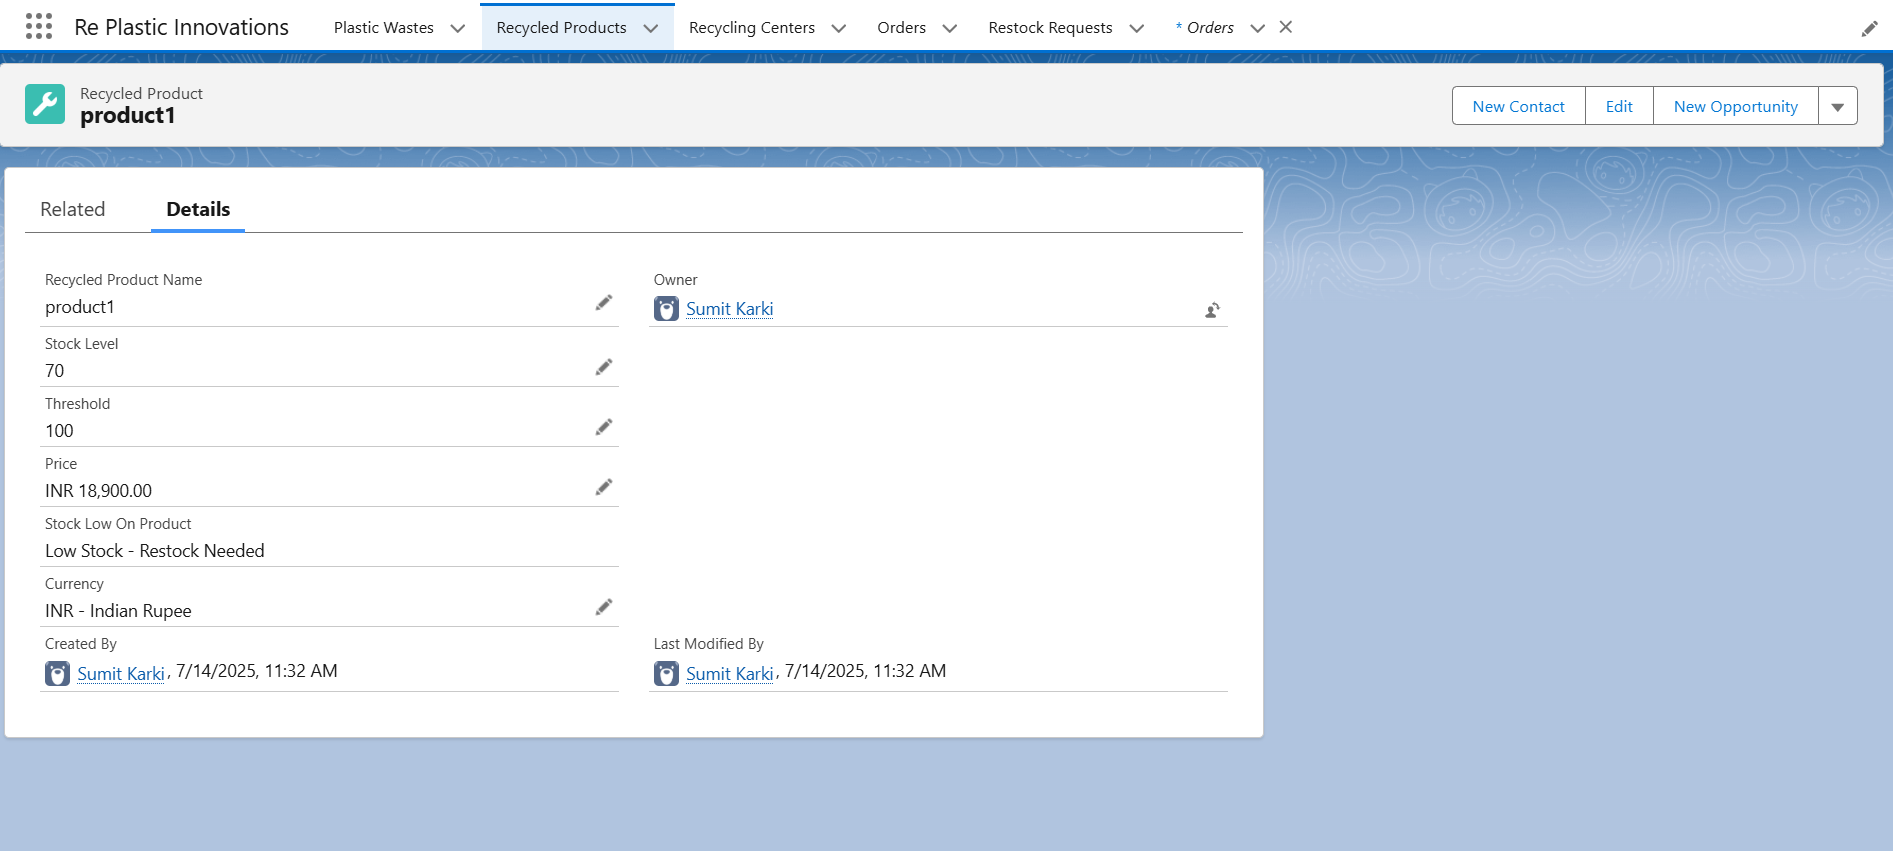 Re Plastic Innovations
Plastic Wastes
Recycled Products
Recycling Centers
Orders
Restock Requests
* Orders
Recycled Product
product1
New Contact
Edit
New Opportunity
Related
Details
Recycled Product Name
product1
Owner
Sumit Karki
Stock Level
70
Threshold
100
Price
INR 18,900.00
Stock Low On Product
Low Stock - Restock Needed
Currency
INR - Indian Rupee
Created By
Sumit Karki, 7/14/2025, 11:32 AM
Last Modified By
Sumit Karki, 7/14/2025, 11:32 AM